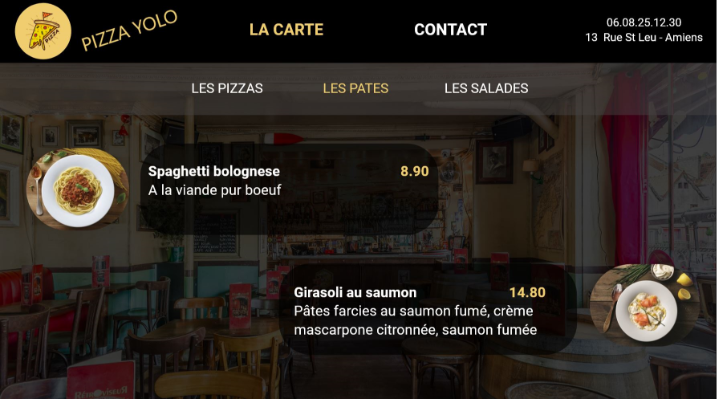 PIZZA YOLO
LA CARTE
CONTACT
06.08.25.12.30
13 Rue St Leu - Amiens
LES PIZZAS
LES PATES
LES SALADES
Spaghetti bolognese 8.90
A la viande pur boeuf
Girasoli au saumon 14.80
Pâtes farcies au saumon fumé, crème
mascarpone citronnée, saumon fumée